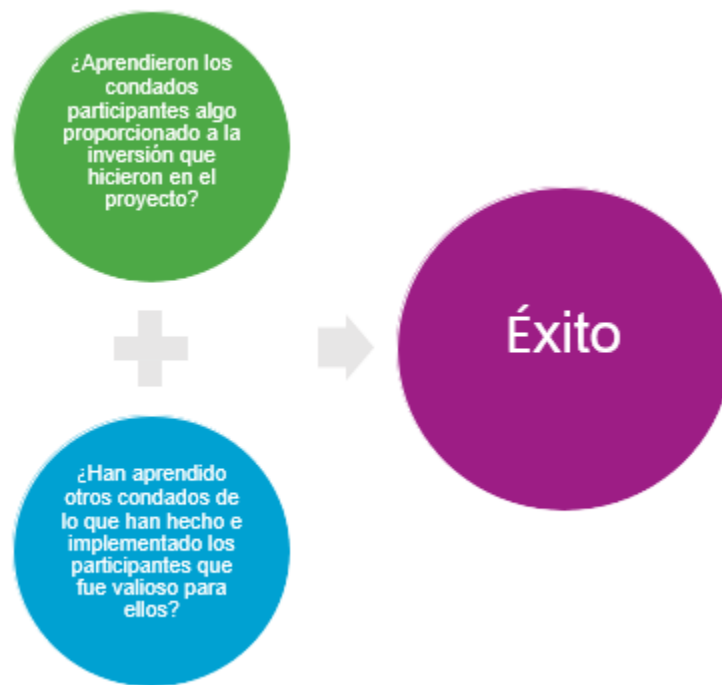 ¿Aprendieron los
condados
participantes algo
proporcionado a la
inversión que
hicieron en el
proyecto?
¿Han aprendido
otros condados de
lo que han hecho e
implementado los
participantes que
fue valioso para
ellos?
Éxito